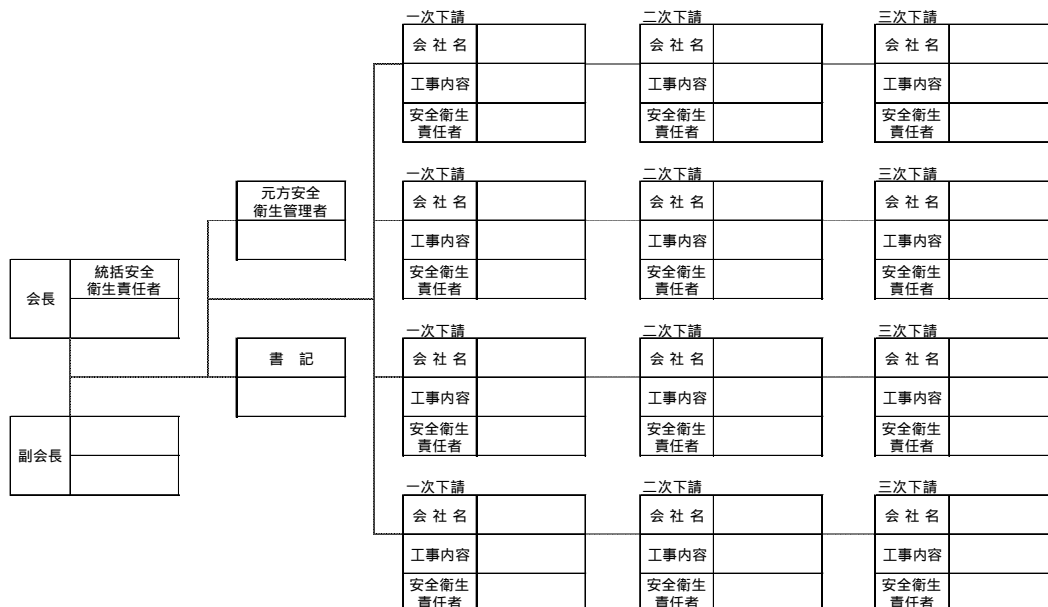 一次下請 二次下請 三次下請
会 社 名 会 社 名 会 社 名
工事内容 工事内容 工事内容
安全衛生 安全衛生 安全衛生
責任者 責任者 責任者
一次下請 二次下請 三次下請
元方安全
衛生管理者
会 社 名 会 社 名 会 社 名
工事内容 工事内容 工事内容
会長
統括安全
衛生責任者
安全衛生 安全衛生 安全衛生
責任者 責任者 責任者
一次下請 二次下請 三次下請
書 記
会 社 名 会 社 名 会 社 名
工事内容 工事内容 工事内容
副会長
安全衛生 安全衛生 安全衛生
責任者 責任者 責任者
一次下請 二次下請 三次下請
会 社 名 会 社 名 会 社 名
工事内容 工事内容 工事内容
安全衛生 安全衛生 安全衛生
責任者 責任者 責任者